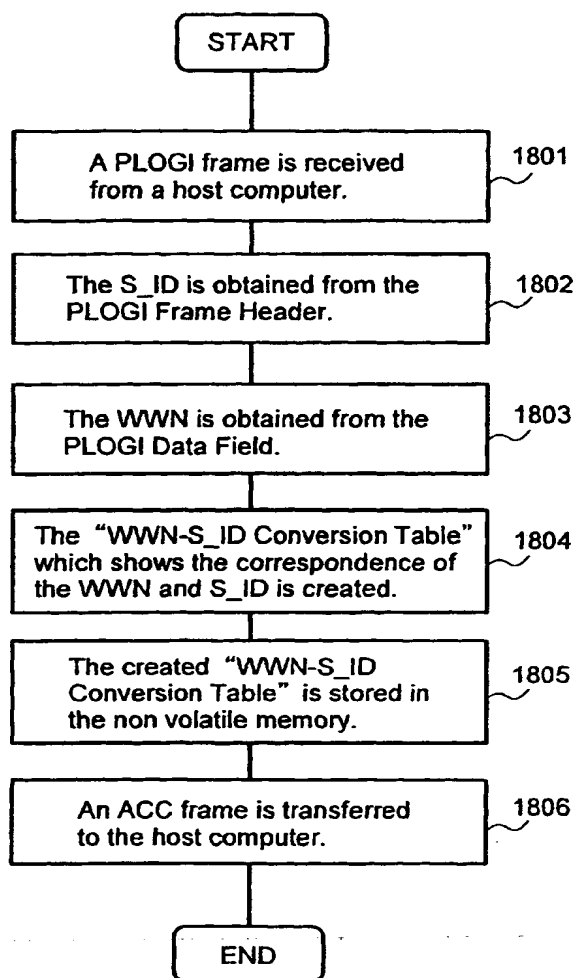 START
A PLOGI frame is received
from a host computer.
1801
The S_ID is obtained from the
PLOGI Frame Header.
1802
The WWN is obtained from the
PLOGI Data Field.
1803
The “WWN-S_ID Conversion Table”
which shows the correspondence of
the WWN and S_ID is created.
1804
The created “WWN-S_ID
Conversion Table” is stored in
the non volatile memory.
1805
An ACC frame is transferred
to the host computer.
1806
END